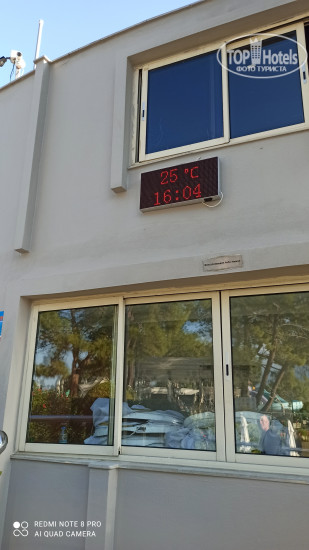 TOP Hotels
ФОТО ТУРИСТА
25 °C
16:04
REDMI NOTE 8 PRO
AI QUAD CAMERA